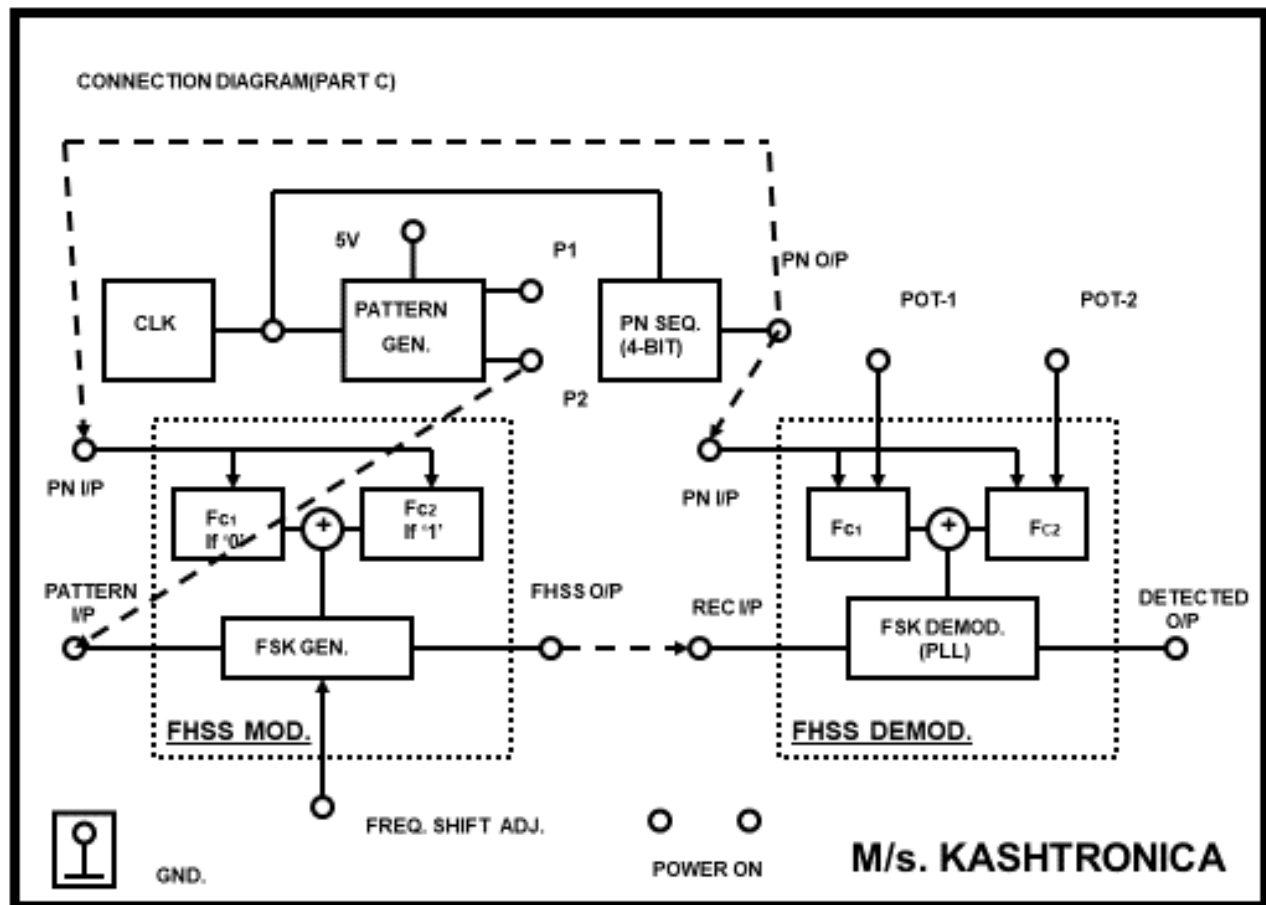 CONNECTION DIAGRAM(PART C)
5V
P1
PN O/P
POT-1
POT-2
CLK
PATTERN
GEN.
PN SEQ.
(4-BIT)
P2
PN I/P
Fc1
If '0'
+
Fc2
If '1'
PN I/P
Fc1
+
FC2
PATTERN
I/P
FSK GEN.
FHSS O/P
REC I/P
FSK DEMOD.
(PLL)
DETECTED
O/P
FHSS MOD.
FHSS DEMOD.
FREQ. SHIFT ADJ.
GND.
POWER ON
M/s. KASHTRONICA